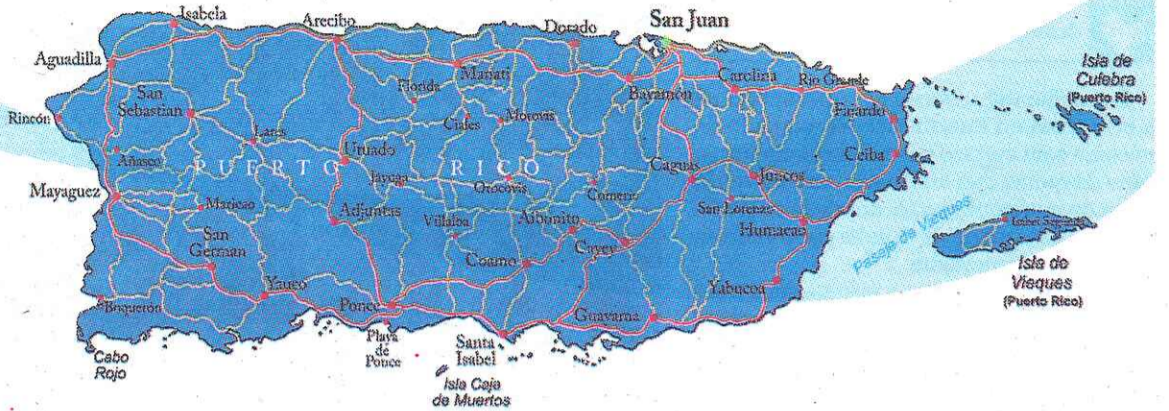 Isabela
Arecibo
Dorado
San Juan
Aguadilla
Manatí
Carolina
Rio Grande
Isla de
Culebra
(Puerto Rico)
San
Sebastian
Florida
Bayamón
Fajardo
Rincón
Lares
Ciales
Morovis
Añasco
Utuado
Caguas
Ceiba
PUERTO RICO
Jayuya
Orocovis
Comerio
Juncos
Mayaguez
Maricao
Adjuntas
Villalba
Aibonito
San Lorenzo
Humacao
Pasaje de Vieques
Isabel Segunda
San
German
Coamo
Cayey
Isla de
Vieques
(Puerto Rico)
Yauco
Yabucoa
Boquerón
Ponce
Guayama
Cabo
Rojo
Playa
de
Ponce
Santa
Isabel
Isla Caja
de Muertos